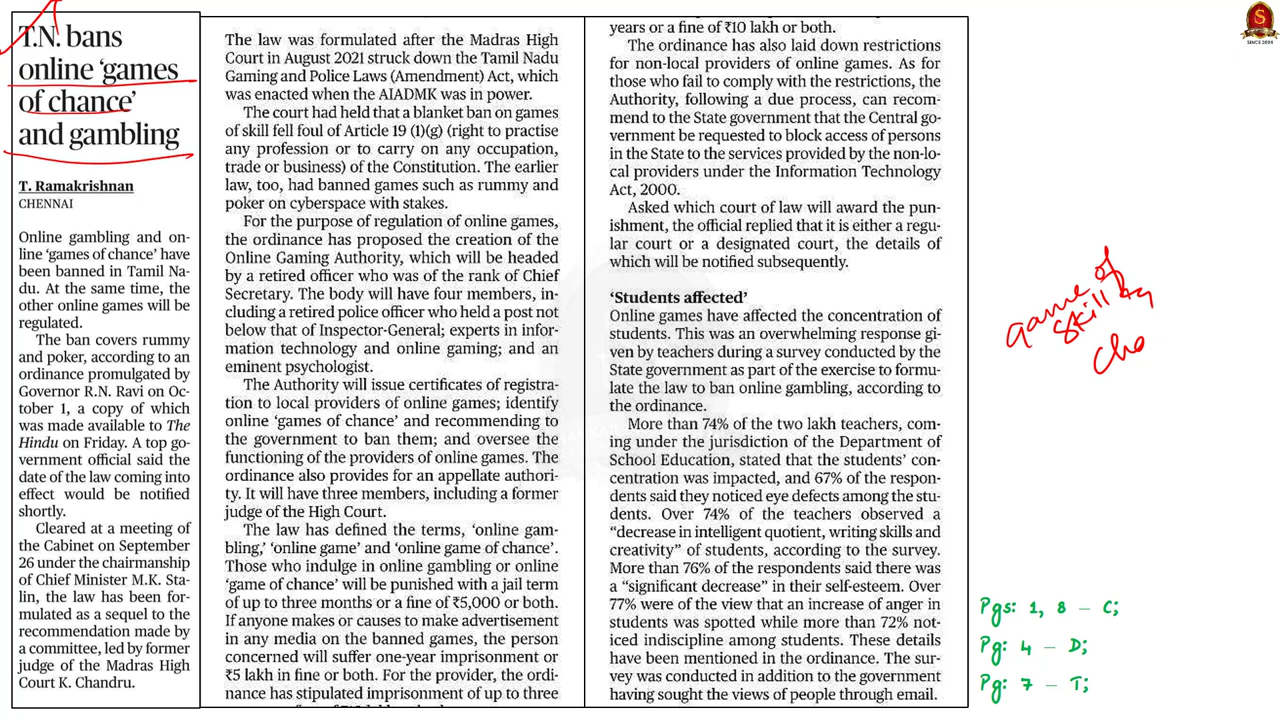 T.N. bans
online ‘games
of chance’
and gambling
T. Ramakrishnan
CHENNAI
Online gambling and on-
line ‘games of chance’ have
been banned in Tamil Na-
du. At the same time, the
other online games will be
regulated.
The ban covers rummy
and poker, according to an
ordinance promulgated by
Governor R.N. Ravi on Oc-
tober 1, a copy of which
was made available to The
Hindu on Friday. A top go-
vernment official said the
date of the law coming into
effect would be notified
shortly.
Cleared at a meeting of
the Cabinet on September
26 under the chairmanship
of Chief Minister M.K. Sta-
lin, the law has been for-
mulated as a sequel to the
recommendation made by
a committee, led by former
judge of the Madras High
Court K. Chandru.
The law was formulated after the Madras High
Court in August 2021 struck down the Tamil Nadu
Gaming and Police Laws (Amendment) Act, which
was enacted when the AIADMK was in power.
The court had held that a blanket ban on games
of skill fell foul of Article 19 (1)(g) (right to practise
any profession or to carry on any occupation,
trade or business) of the Constitution. The earlier
law, too, had banned games such as rummy and
poker on cyberspace with stakes.
For the purpose of regulation of online games,
the ordinance has proposed the creation of the
Online Gaming Authority, which will be headed
by a retired officer who was of the rank of Chief
Secretary. The body will have four members, in-
cluding a retired police officer who held a post not
below that of Inspector-General; experts in infor-
mation technology and online gaming; and an
eminent psychologist.
The Authority will issue certificates of registra-
tion to local providers of online games; identify
online ‘games of chance’ and recommending to
the government to ban them; and oversee the
functioning of the providers of online games. The
ordinance also provides for an appellate authori-
ty. It will have three members, including a former
judge of the High Court.
The law has defined the terms, ‘online gam-
bling,’ ‘online game’ and ‘online game of chance’.
Those who indulge in online gambling or online
‘game of chance’ will be punished with a jail term
of up to three months or a fine of ₹5,000 or both.
If anyone makes or causes to make advertisement
in any media on the banned games, the person
concerned will suffer one-year imprisonment or
₹5 lakh in fine or both. For the provider, the ordi-
nance has stipulated imprisonment of up to three
years or a fine of ₹10 lakh or both.
The ordinance has also laid down restrictions
for non-local providers of online games. As for
those who fail to comply with the restrictions, the
Authority, following a due process, can recom-
mend to the State government that the Central go-
vernment be requested to block access of persons
in the State to the services provided by the non-lo-
cal providers under the Information Technology
Act, 2000.
Asked which court of law will award the pun-
ishment, the official replied that it is either a regu-
lar court or a designated court, the details of
which will be notified subsequently.
‘Students affected’
Online games have affected the concentration of
students. This was an overwhelming response gi-
ven by teachers during a survey conducted by the
State government as part of the exercise to formu-
late the law to ban online gambling, according to
the ordinance.
More than 74% of the two lakh teachers, com-
ing under the jurisdiction of the Department of
School Education, stated that the students’ con-
centration was impacted, and 67% of the respon-
dents said they noticed eye defects among the stu-
dents. Over 74% of the teachers observed a
“decrease in intelligent quotient, writing skills and
creativity” of students, according to the survey.
More than 76% of the respondents said there was
a “significant decrease” in their self-esteem. Over
77% were of the view that an increase of anger in
students was spotted while more than 72% not-
iced indiscipline among students. These details
have been mentioned in the ordinance. The sur-
vey was conducted in addition to the government
having sought the views of people through email.
S
SINCE 2004
game of
skill
Cha
Pgs: 1, 8 – C;
Pg: 4 – D;
Pg: 7 – T;